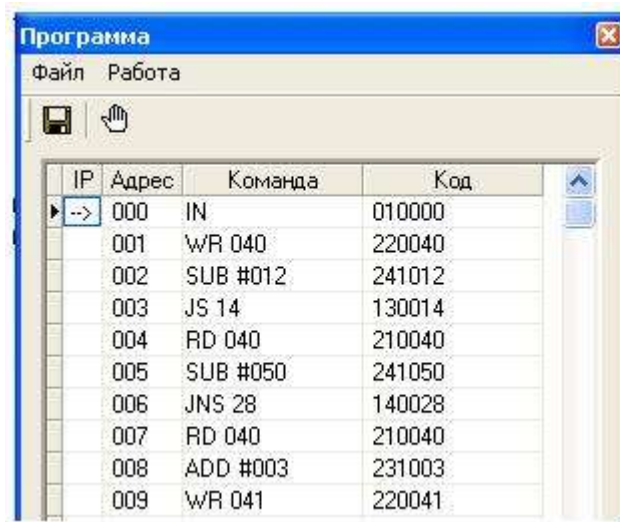 Программа
Файл Работа
IP Адрес Команда Код
--> 000 IN 010000
001 WR 040 220040
002 SUB #012 241012
003 JS 14 130014
004 RD 040 210040
005 SUB #050 241050
006 JNS 28 140028
007 RD 040 210040
008 ADD #003 231003
009 WR 041 220041